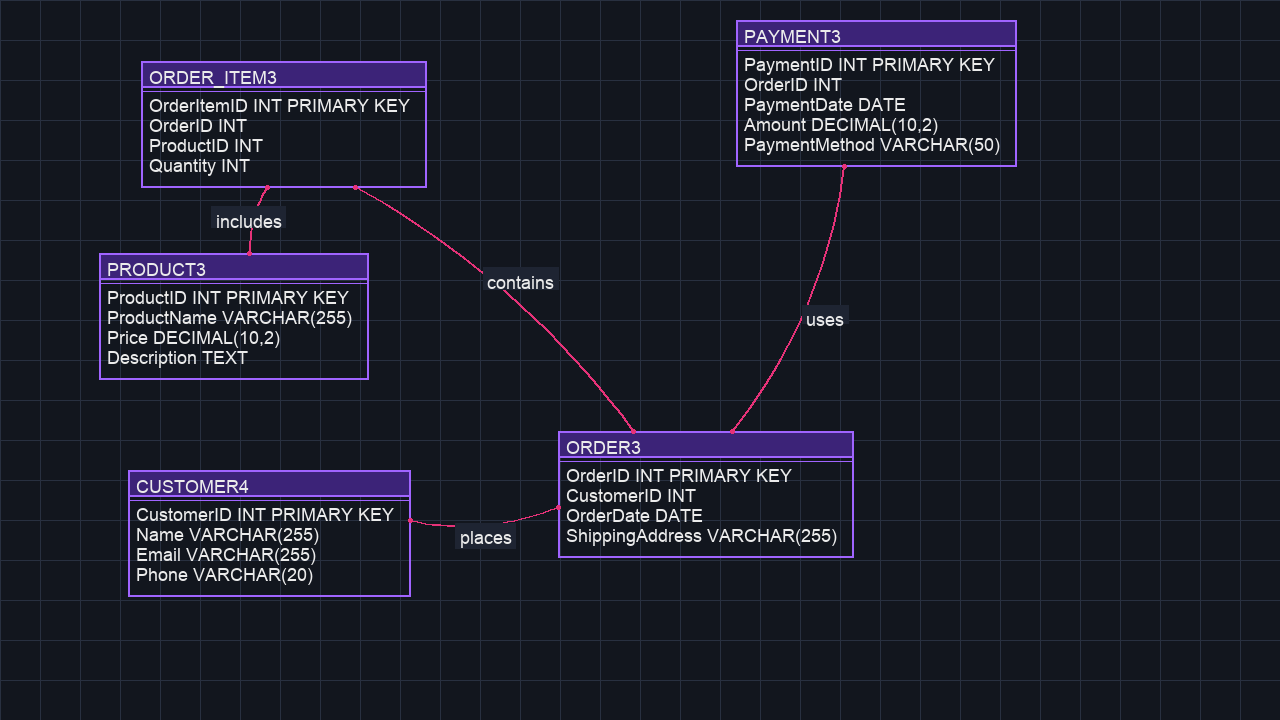 PAYMENT3
PaymentID INT PRIMARY KEY
OrderID INT
PaymentDate DATE
Amount DECIMAL(10,2)
PaymentMethod VARCHAR(50)
ORDER_ITEM3
OrderItemID INT PRIMARY KEY
OrderID INT
ProductID INT
Quantity INT
includes
PRODUCT3
ProductID INT PRIMARY KEY
ProductName VARCHAR(255)
Price DECIMAL(10,2)
Description TEXT
contains
uses
ORDER3
OrderID INT PRIMARY KEY
CustomerID INT
OrderDate DATE
ShippingAddress VARCHAR(255)
CUSTOMER4
CustomerID INT PRIMARY KEY
Name VARCHAR(255)
Email VARCHAR(255)
Phone VARCHAR(20)
places